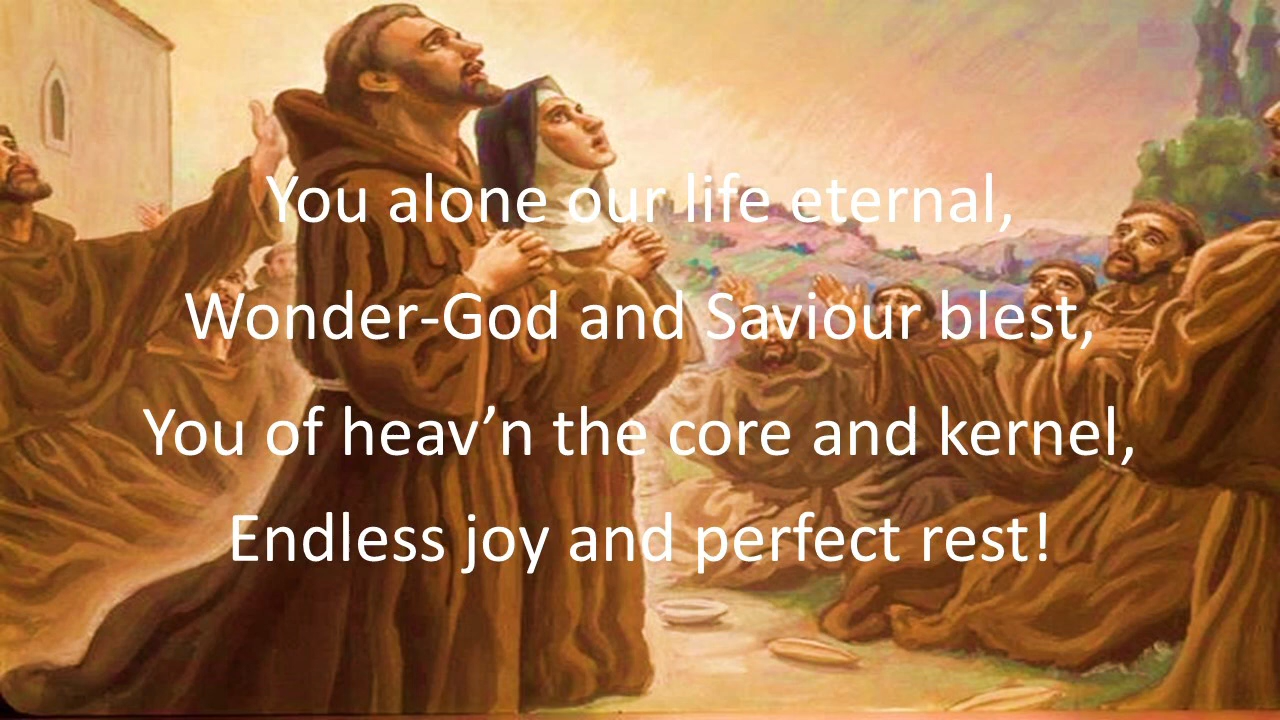 You alone our life eternal,
Wonder-God and Saviour blest,
You of heav’n the core and kernel,
Endless joy and perfect rest!